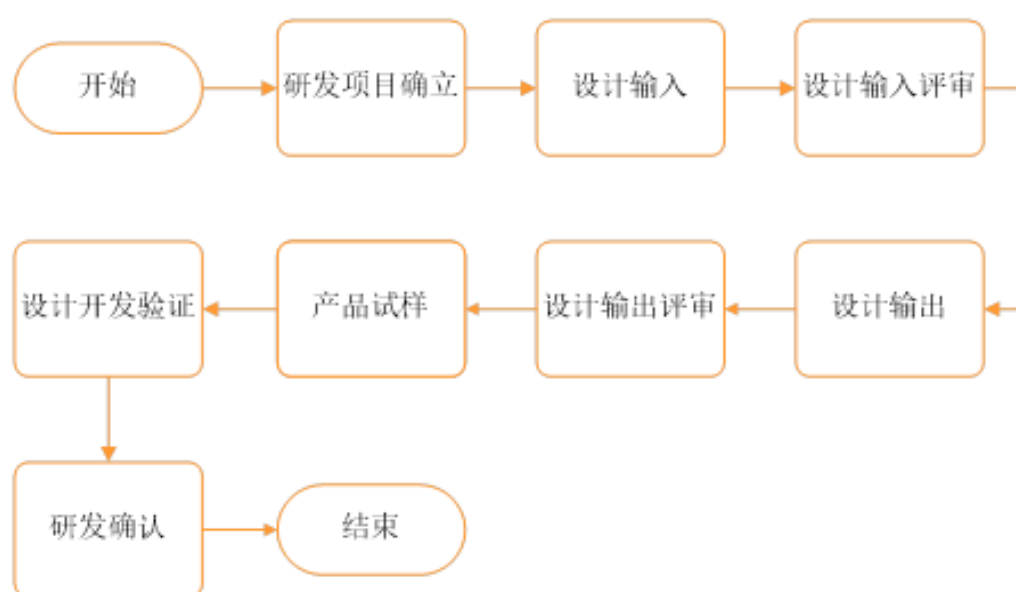 开始
研发项目确立
设计输入
设计输入评审
设计输出
设计输出评审
产品试样
设计开发验证
研发确认
结束